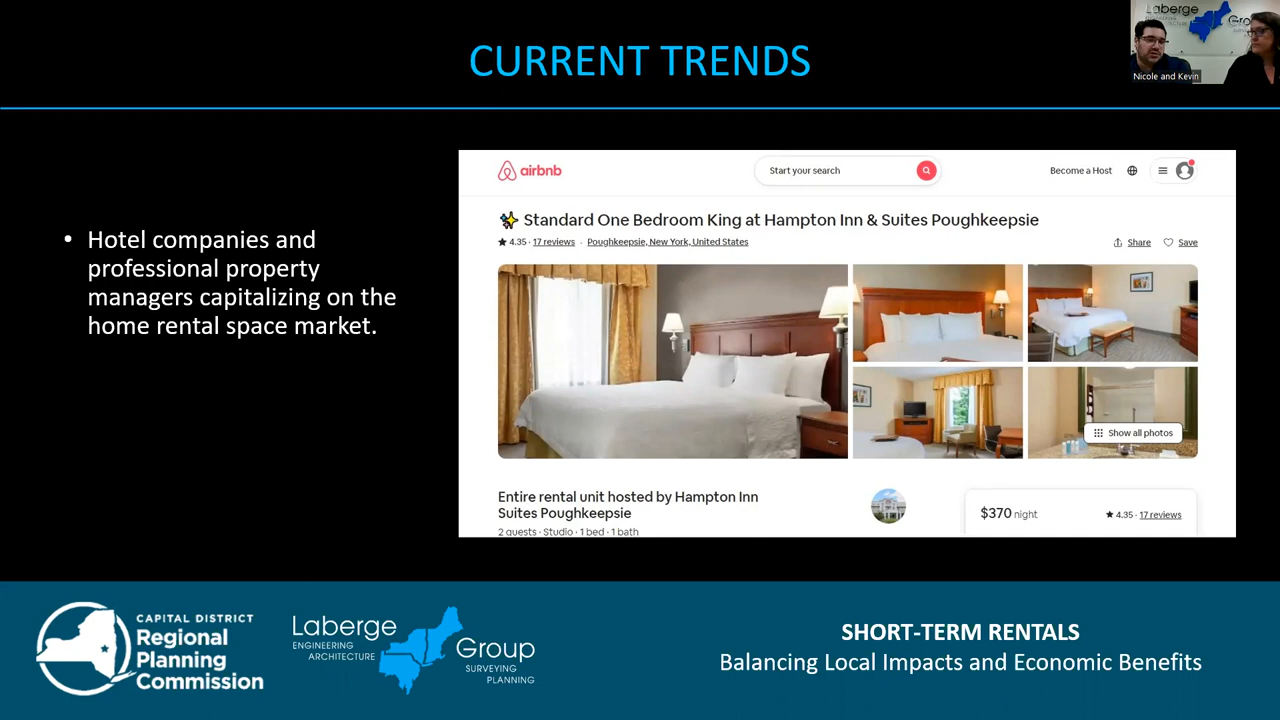 CURRENT TRENDS
Laberge
Nicole and Kevin
• Hotel companies and
professional property
managers capitalizing on the
home rental space market.
airbnb
Start your search
Become a Host
Standard One Bedroom King at Hampton Inn & Suites Poughkeepsie
★ 4.35 · 17 reviews · Poughkeepsie, New York, United States
Share
Save
Show all photos
Entire rental unit hosted by Hampton Inn
Suites Poughkeepsie
2 guests · Studio · 1 bed · 1 bath
$370 night
★ 4.35 · 17 reviews
CAPITAL DISTRICT
Regional
Planning
Commission
Laberge
ENGINEERING
ARCHITECTURE
Group
SURVEYING
PLANNING
SHORT-TERM RENTALS
Balancing Local Impacts and Economic Benefits